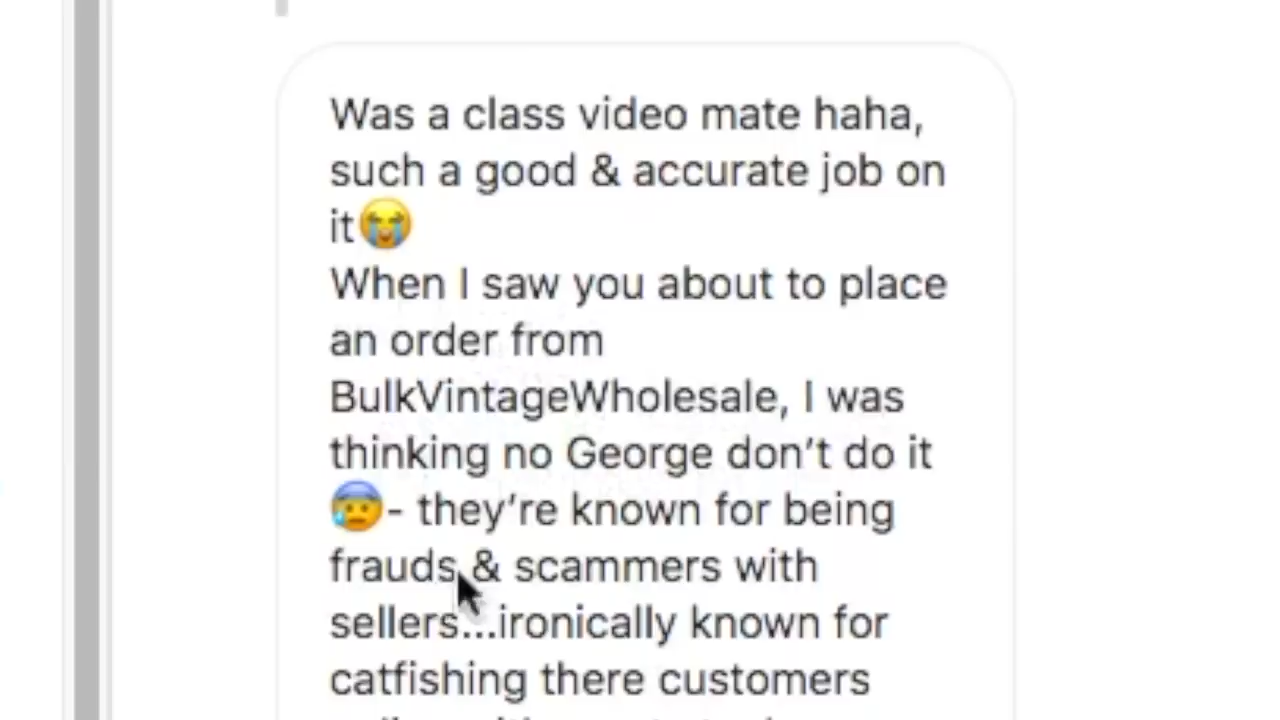 Was a class video mate haha,
such a good & accurate job on
it😭
When I saw you about to place
an order from
BulkVintageWholesale, I was
thinking no George don’t do it
😰- they’re known for being
frauds & scammers with
sellers...ironically known for
catfishing there customers